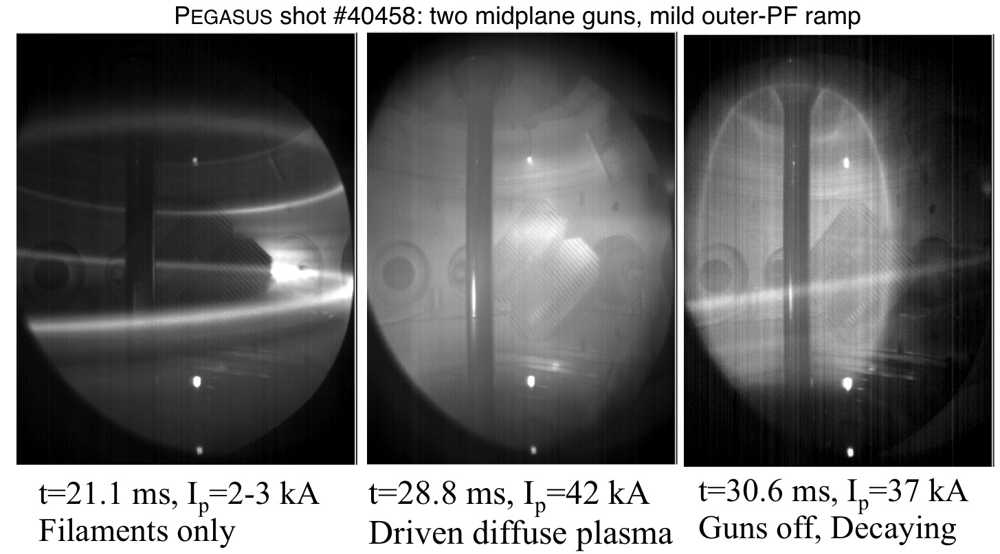 PEGASUS shot #40458: two midplane guns, mild outer-PF ramp
t=21.1 ms, Ip=2-3 kA
Filaments only
t=28.8 ms, Ip=42 kA
Driven diffuse plasma
t=30.6 ms, Ip=37 kA
Guns off, Decaying